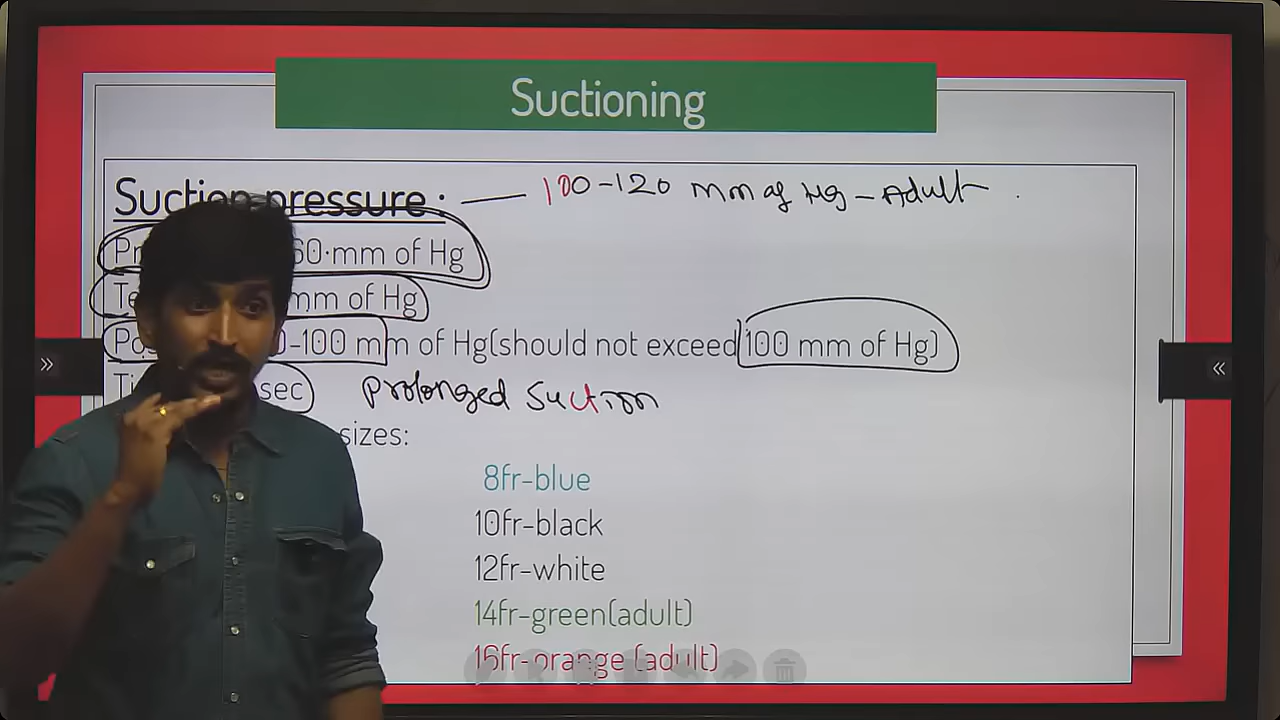 Suctioning
Suction pressure : — 100-120 mm of Hg - Adult
60 mm of Hg
mm of Hg
-100 mm of Hg(should not exceed 100 mm of Hg)
sec prolonged suction
sizes:
8fr-blue
10fr-black
12fr-white
14fr-green(adult)
16fr-orange (adult)